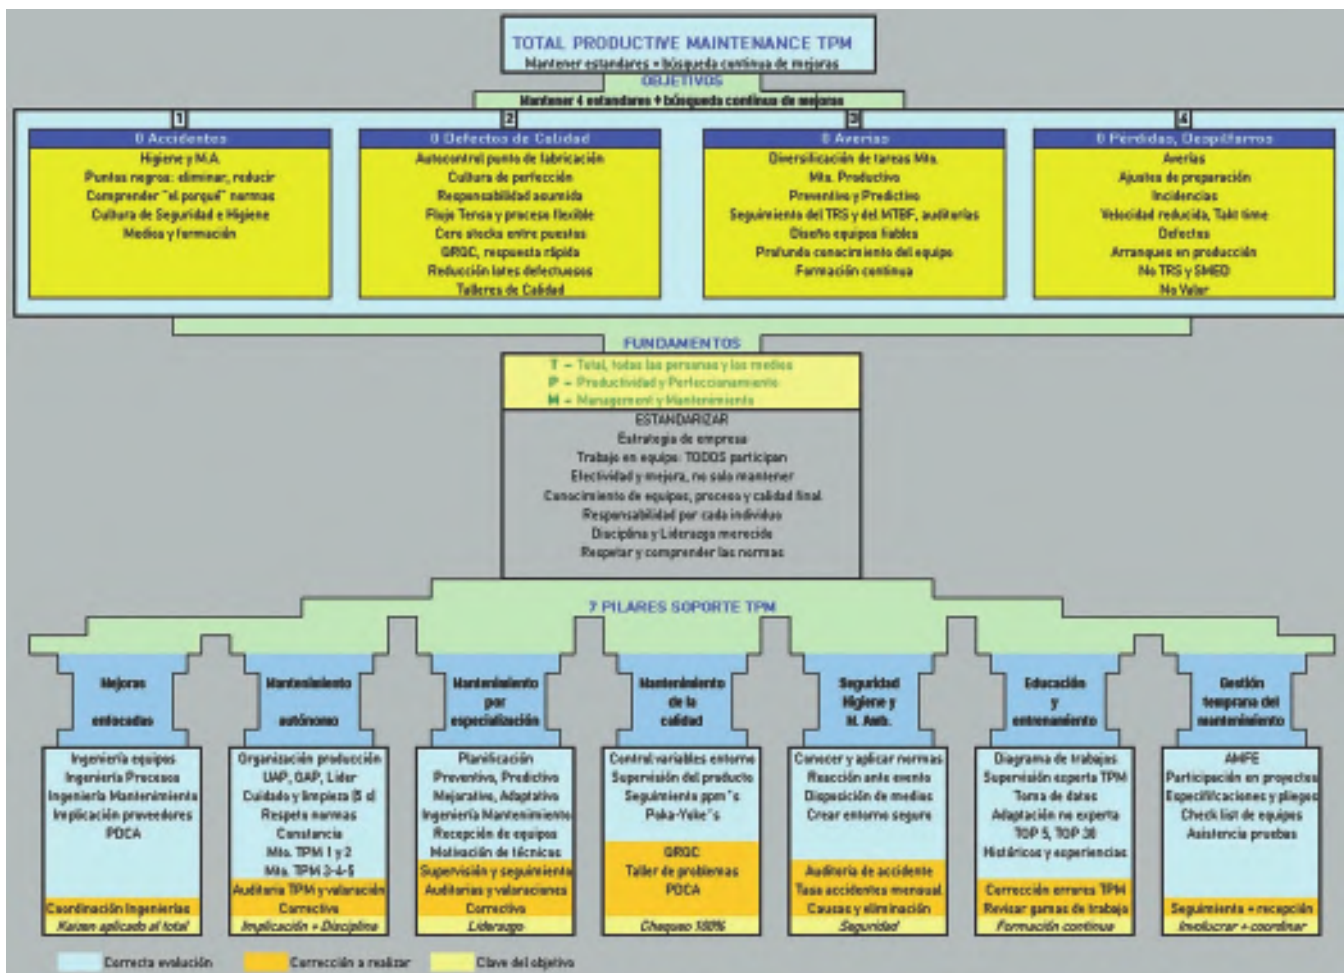 TOTAL PRODUCTIVE MAINTENANCE TPM
Mantener estandares + búsqueda continua de mejoras
OBJETIVOS
Mantener 4 estandares + búsqueda continua de mejoras
1
0 Accidentes
Higiene y M.A.
Puntos negros: eliminar, reducir
Comprender "el porqué" normas
Cultura de Seguridad e Higiene
Medios y formación
2
0 Defectos de Calidad
Autocontrol punto de fabricación
Cultura de perfección
Responsabilidad asumida
Flujo Tenso y proceso flexible
Cero stocks entre puestos
QRQC, respuesta rápida
Reducción lotes defectuosos
Talleres de Calidad
3
0 Averías
Diversificación de tareas Mto.
Mto. Productivo
Preventivo y Predictivo
Seguimiento del TRS y del MTBF, auditorías
Diseño equipos fiables
Profundo conocimiento del equipo
Formación continua
4
0 Pérdidas, Despilfarros
Averías
Ajustes de preparación
Incidencias
Velocidad reducida, Takt time
Defectos
Arranques en producción
No TRS y SMED
No Valor
FUNDAMENTOS
T – Total, todas las personas y los medios
P – Productividad y Perfeccionamiento
M – Management y Mantenimiento
ESTANDARIZAR
Estrategia de empresa
Trabajo en equipo: TODOS participan
Efectividad y mejora, no solo mantener
Conocimiento de equipos, proceso y calidad final
Responsabilidad por cada individuo
Disciplina y Liderazgo merecido
Respetar y comprender las normas
7 PILARES SOPORTE TPM
Mejoras
enfocadas
Ingeniería equipos
Ingeniería Procesos
Ingeniería Mantenimiento
Implicación proveedores
PDCA
Coordinación Ingenierías
Kaizen aplicado al total
Mantenimiento
autónomo
Organización producción
UAP, GAP, Lider
Cuidado y limpieza (5 s)
Respeto normas
Constancia
Mto. TPM 1 y 2
Mto. TPM 3-4-5
Auditoria TPM y valoración
Correctivo
Implicación + Disciplina
Mantenimiento
por
especialización
Planificación
Preventivo, Predictivo
Mejorativo, Adaptativo
Ingeniería Mantenimiento
Recepción de equipos
Motivación de técnicos
Supervisión y seguimiento
Auditorias y valoraciones
Correctivo
Liderazgo
Mantenimiento
de la
calidad
Control variables entorno
Supervisión del producto
Seguimiento ppm´s
Poka-Yoke´s
QRQC
Taller de problemas
PDCA
Chequeo 100%
Seguridad
Higiene y
M. Amb.
Conocer y aplicar normas
Reacción ante evento
Disposición de medios
Crear entorno seguro
Auditoria de accidente
Tasa accidentes mensual
Causas y eliminación
Seguridad
Educación
y
entrenamiento
Diagrama de trabajos
Supervisión experta TPM
Toma de datos
Adaptación no experta
TOP 5, TOP 30
Históricos y experiencias
Corrección errores TPM
Revisar gamas de trabajo
Formación continua
Gestión
temprana del
mantenimiento
AMFE
Participación en proyectos
Especificaciones y pliegos
Check list de equipos
Asistencia pruebas
Seguimiento + recepción
Involucrar + coordinar
Correcta evolución
Corrección a realizar
Clave del objetivo